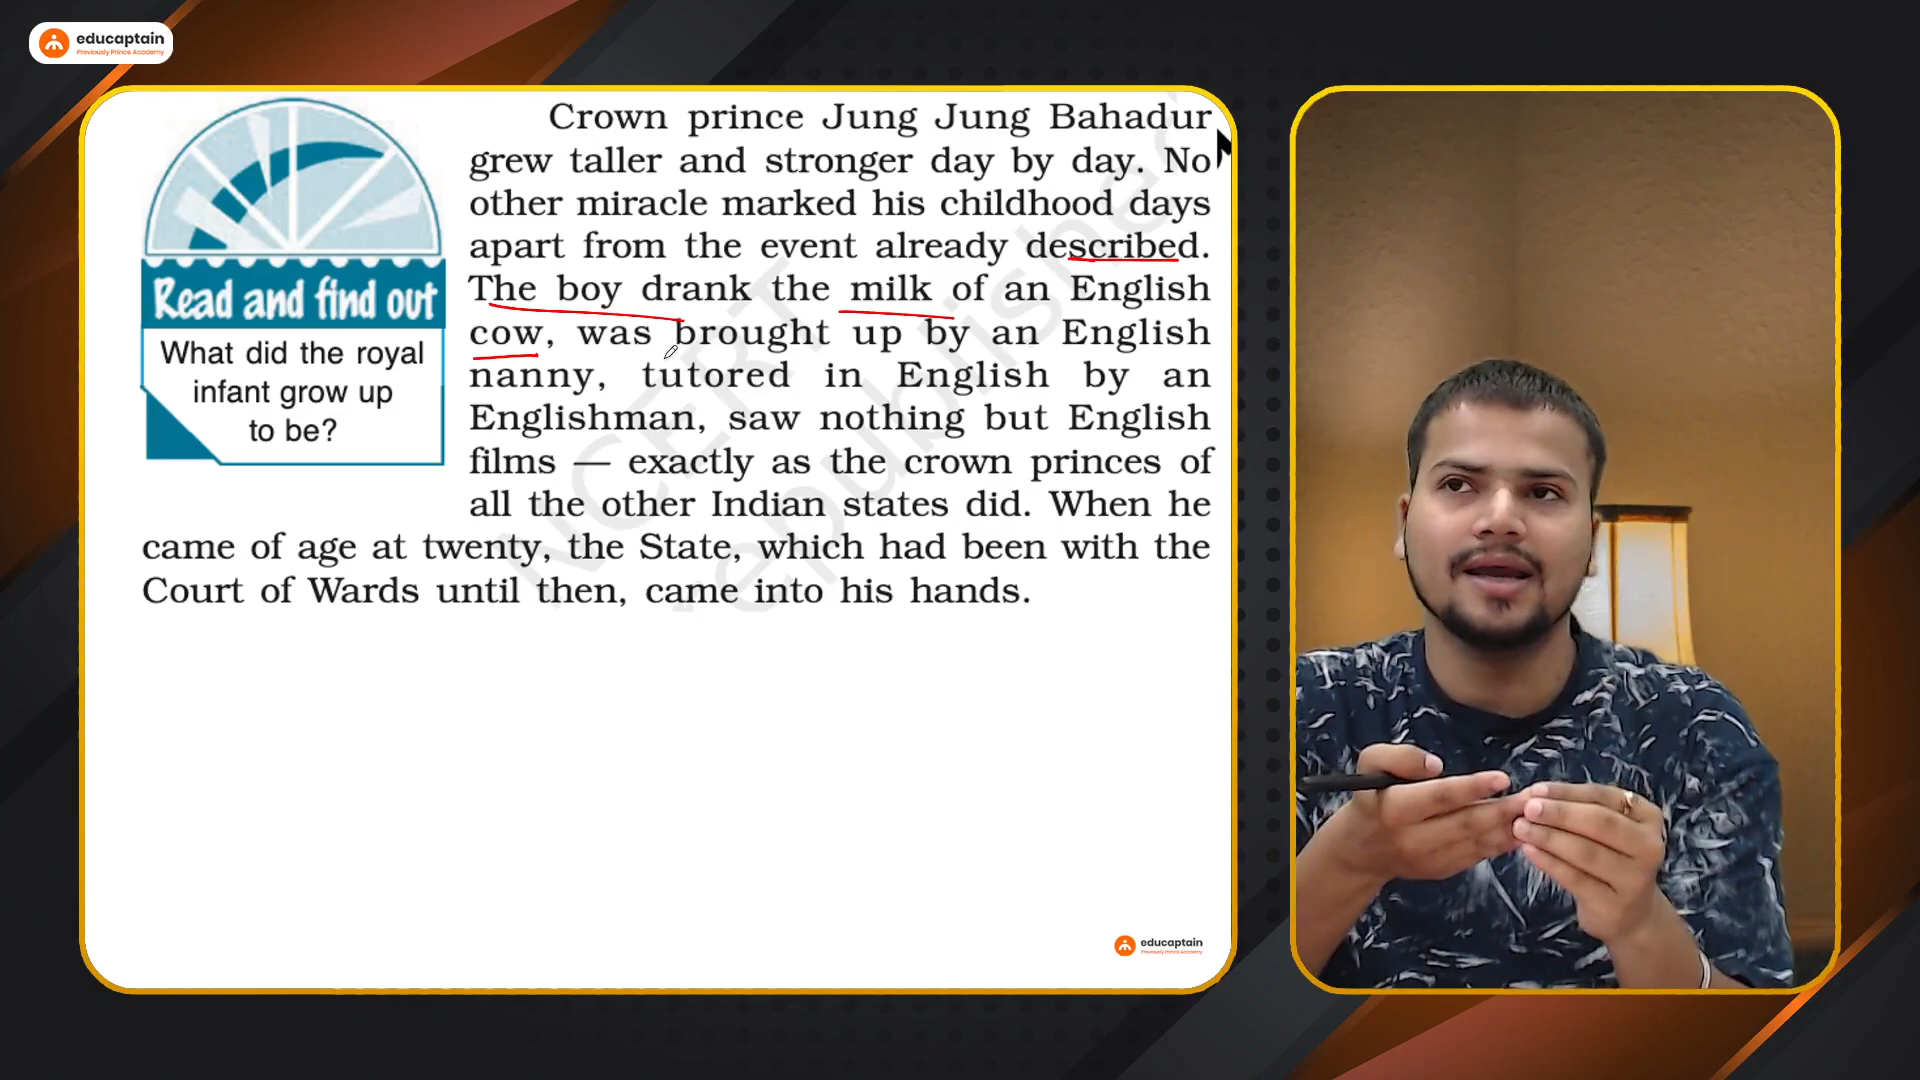 educaptain
Previously Prince Academy
Crown prince Jung Jung Bahadur
grew taller and stronger day by day. No
other miracle marked his childhood days
apart from the event already described.
The boy drank the milk of an English
cow, was brought up by an English
nanny, tutored in English by an
Englishman, saw nothing but English
films — exactly as the crown princes of
all the other Indian states did. When he
came of age at twenty, the State, which had been with the
Court of Wards until then, came into his hands.
Read and find out
What did the royal
infant grow up
to be?
NCERT
republished
educaptain
Previously Prince Academy